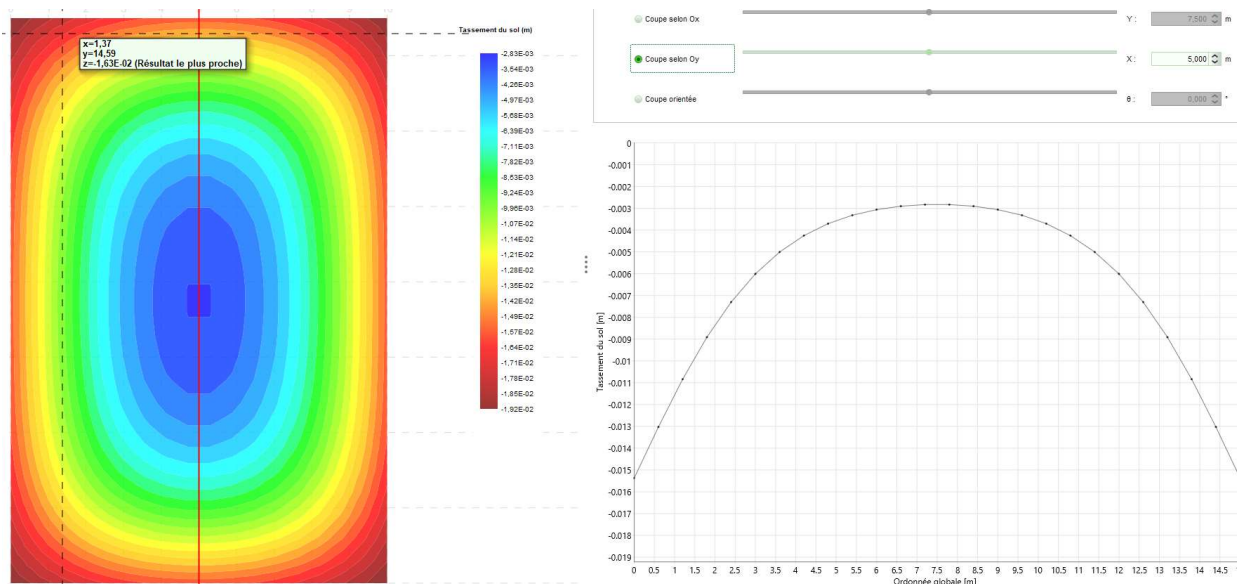 Tassement du sol (m)
x=1,37
y=14,59
z=-1,63E-02 (Résultat le plus proche)
-2,83E-03
-3,54E-03
-4,26E-03
-4,97E-03
-5,68E-03
-6,39E-03
-7,11E-03
-7,82E-03
-8,53E-03
-9,24E-03
-9,96E-03
-1,07E-02
-1,14E-02
-1,21E-02
-1,28E-02
-1,35E-02
-1,42E-02
-1,49E-02
-1,57E-02
-1,64E-02
-1,71E-02
-1,78E-02
-1,85E-02
-1,92E-02
Coupe selon Ox Y : 7,500 m
Coupe selon Oy X : 5,000 m
Coupe orientée θ : 0,000 °
Tassement du sol [m]
0
-0.001
-0.002
-0.003
-0.004
-0.005
-0.006
-0.007
-0.008
-0.009
-0.01
-0.011
-0.012
-0.013
-0.014
-0.015
-0.016
-0.017
-0.018
-0.019
0 0.5 1 1.5 2 2.5 3 3.5 4 4.5 5 5.5 6 6.5 7 7.5 8 8.5 9 9.5 10 10.5 11 11.5 12 12.5 13 13.5 14 14.5
Ordonnée globale [m]